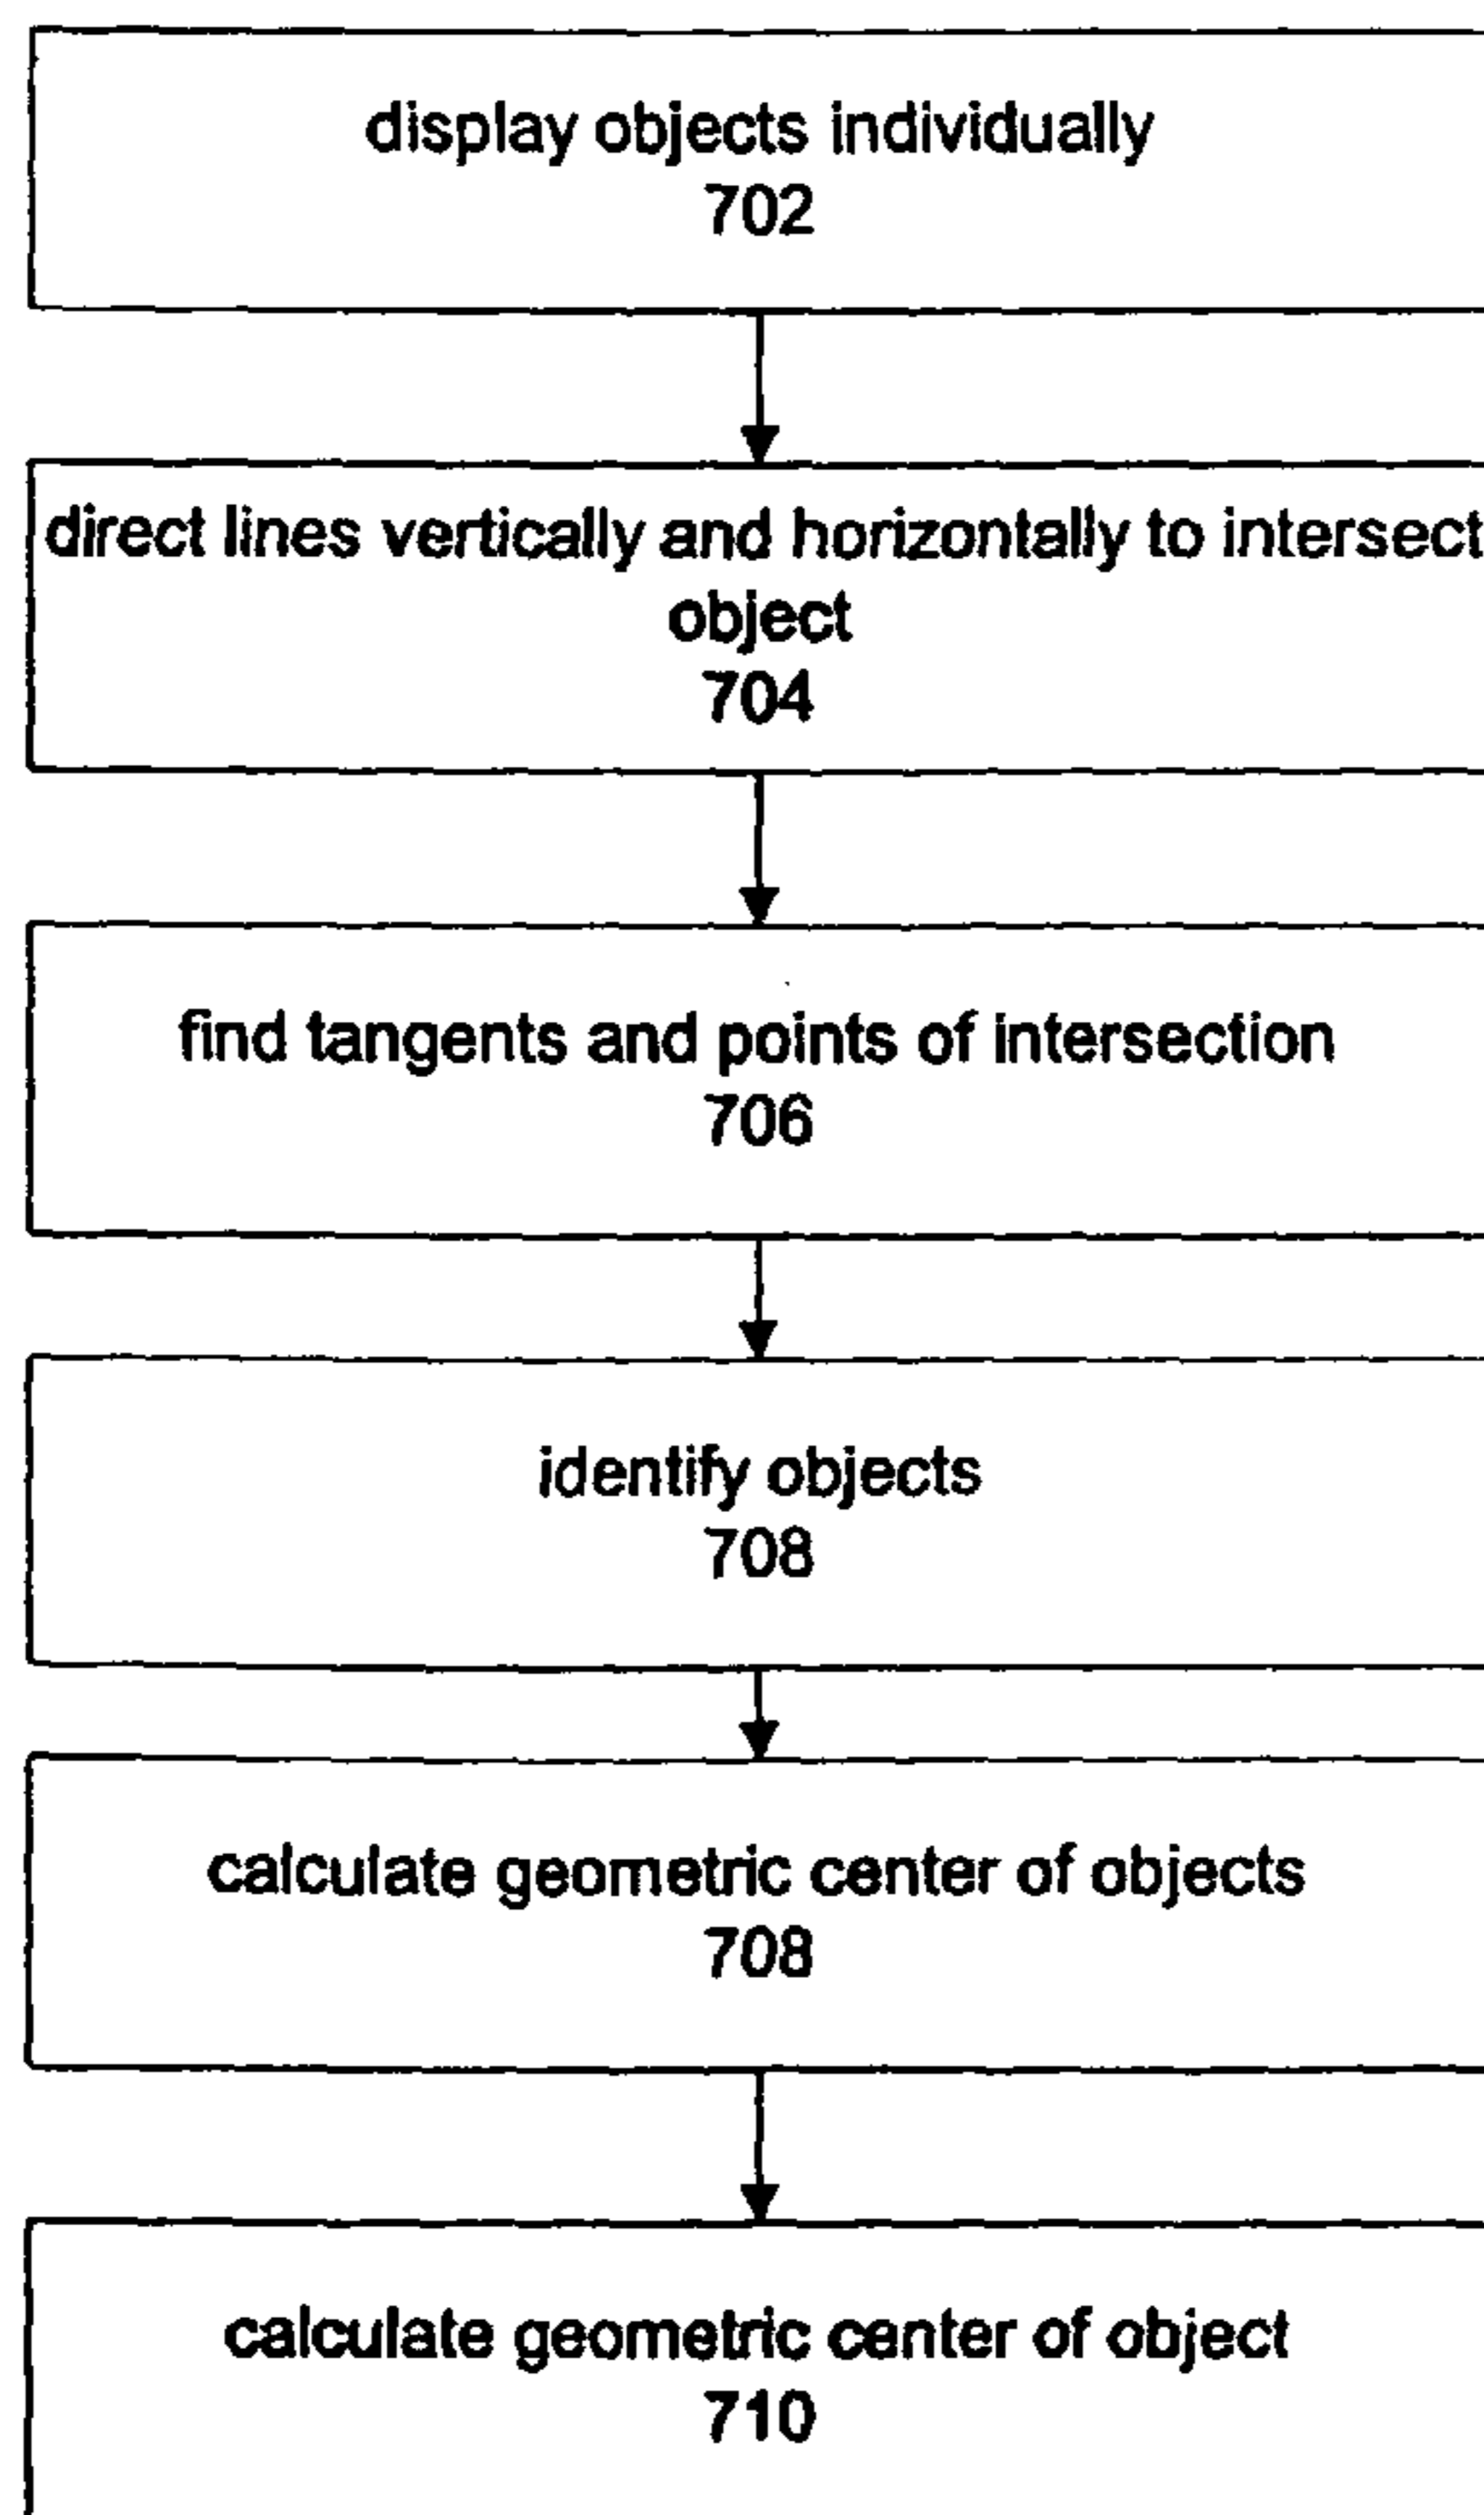 display objects individually
702
direct lines vertically and horizontally to intersect
object
704
find tangents and points of intersection
706
identify objects
708
calculate geometric center of objects
708
calculate geometric center of object
710